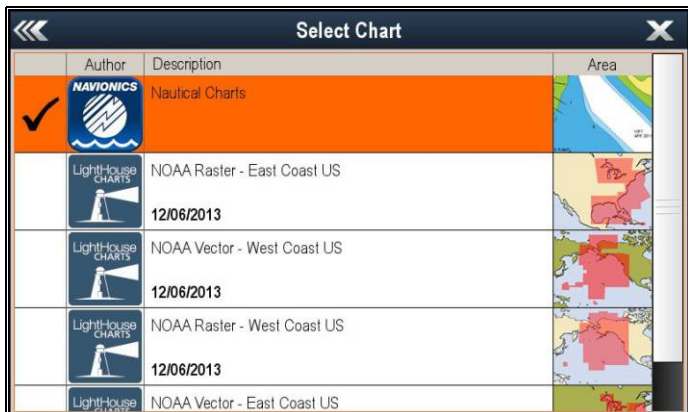 Select Chart
Author Description Area
NAVIONICS
Nautical Charts
LightHouse
CHARTS
NOAA Raster - East Coast US
12/06/2013
LightHouse
CHARTS
NOAA Vector - West Coast US
12/06/2013
LightHouse
CHARTS
NOAA Raster - West Coast US
12/06/2013
LightHouse
CHARTS
NOAA Vector - East Coast US